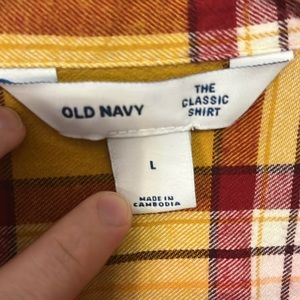 OLD NAVY
THE
CLASSIC
SHIRT
L
MADE IN
CAMBODIA